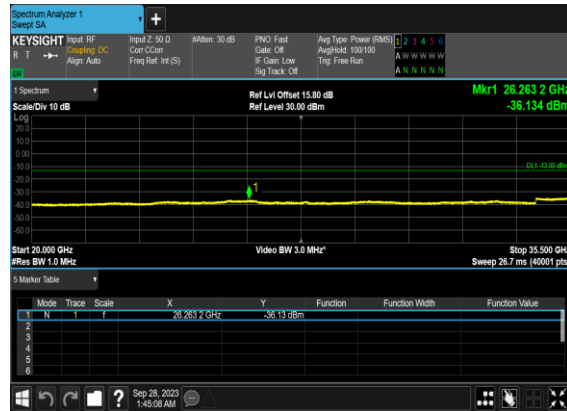 Spectrum Analyzer 1
Swept SA
+
KEYSIGHT Input: RF Input Z: 50 Ω #Atten: 30 dB PNO: Fast Avg Type: Power (RMS) 1 2 3 4 5 6
R T Coupling: DC Corr CCorr Gate: Off Avg|Hold: 100/100 A W W W W W
Align: Auto Freq Ref: Int (S) IF Gain: Low Trig: Free Run
Sig Track: Off A N N N N N
1 Spectrum Ref Lvl Offset 15.80 dB Mkr1 26.263 2 GHz
Scale/Div 10 dB Ref Level 30.00 dBm -36.134 dBm
Log
20.0
10.0
0.00
-10.0 DL1 -13.00 dBm
-20.0
-30.0 1
-40.0
-50.0
-60.0
Start 20.000 GHz Video BW 3.0 MHz* Stop 35.500 GHz
#Res BW 1.0 MHz Sweep 26.7 ms (40001 pts)
5 Marker Table
Mode Trace Scale X Y Function Function Width Function Value
1 N 1 f 26.263 2 GHz -36.13 dBm
2
3
4
5
6
? Sep 28, 2023
1:45:08 AM